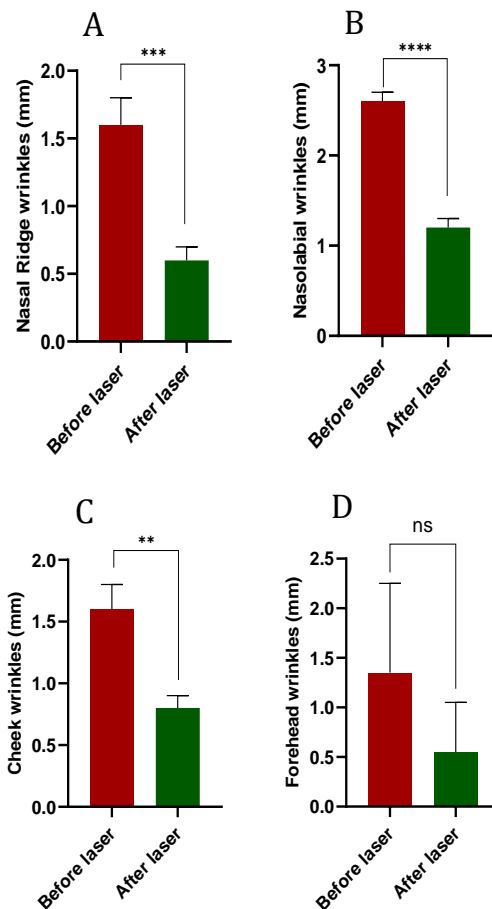 A
***
Nasal Ridge wrinkles (mm)
2.0
1.5
1.0
0.5
0.0
Before laser
After laser
B
****
Nasolabial wrinkles (mm)
3
2
1
0
Before laser
After laser
C
**
Cheek wrinkles (mm)
2.0
1.5
1.0
0.5
0.0
Before laser
After laser
D
ns
Forehead wrinkles (mm)
2.5
2.0
1.5
1.0
0.5
0.0
Before laser
After laser